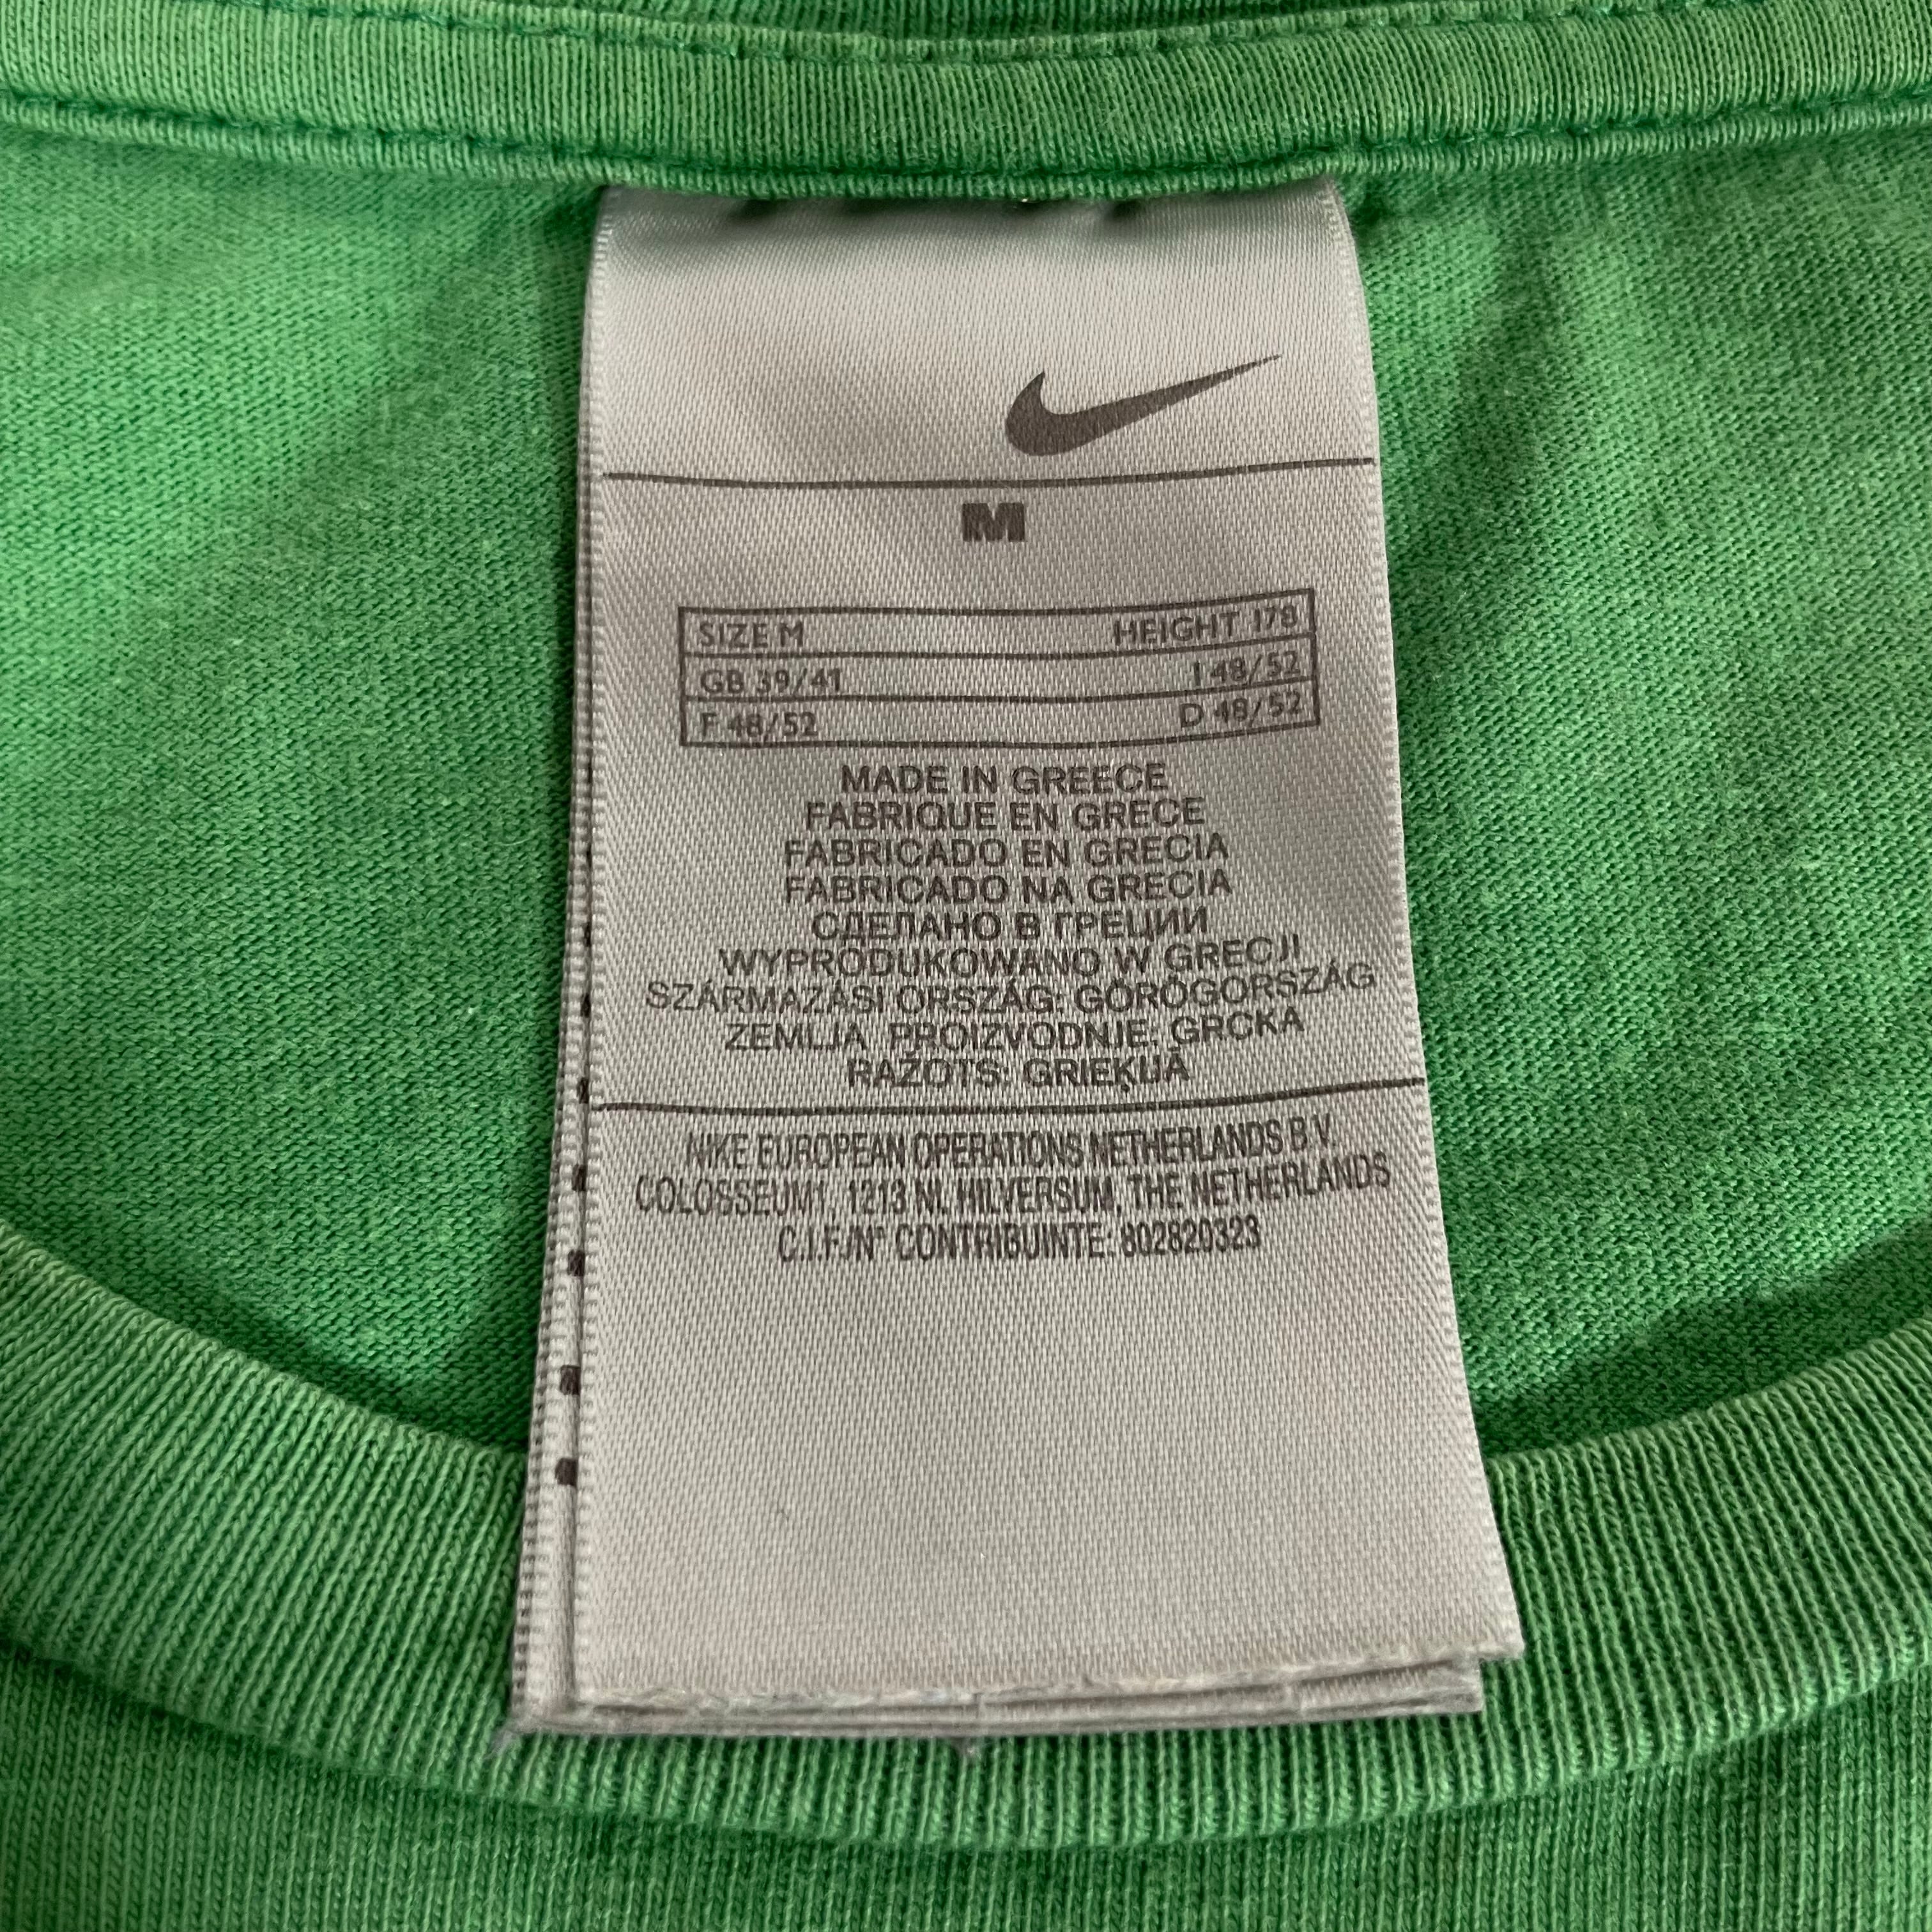 M
SIZE M HEIGHT 178
GB 39/41 I 48/52
F 48/52 D 48/52
MADE IN GREECE
FABRIQUE EN GRECE
FABRICADO EN GRECIA
FABRICADO NA GRECIA
СДЕЛАНО В ГРЕЦИИ
WYPRODUKOWANO W GRECJI
SZÁRMAZÁSI ORSZÁG: GÖRÖGORSZÁG
ZEMLJA PROIZVODNJE: GRCKA
RAŽOTS: GRIEĶIJĀ
NIKE EUROPEAN OPERATIONS NETHERLANDS B.V.
COLOSSEUM1, 1213 NL HILVERSUM, THE NETHERLANDS
C.I.F./N° CONTRIBUINTE: 802820323